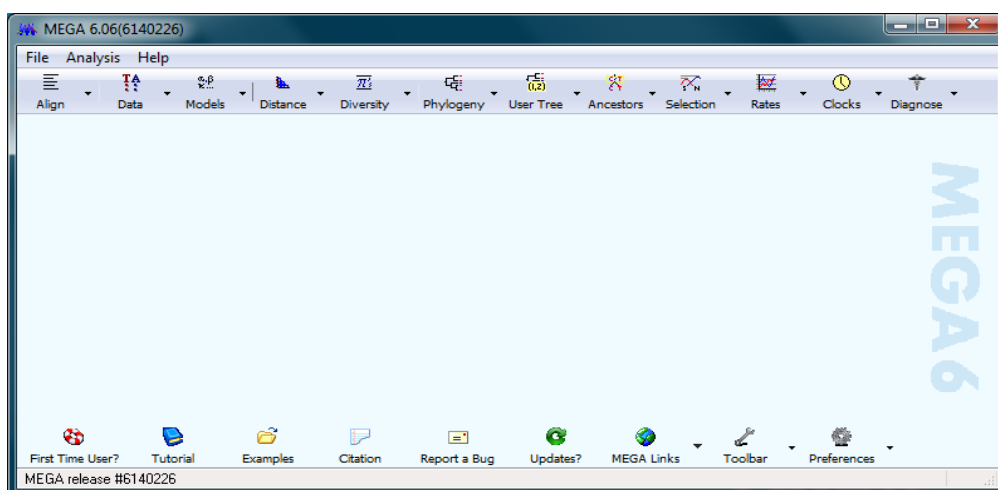 MEGA 6.06(6140226)
File Analysis Help
Align Data Models Distance Diversity Phylogeny User Tree Ancestors Selection Rates Clocks Diagnose
MEGA6
First Time User? Tutorial Examples Citation Report a Bug Updates? MEGA Links Toolbar Preferences
MEGA release #6140226